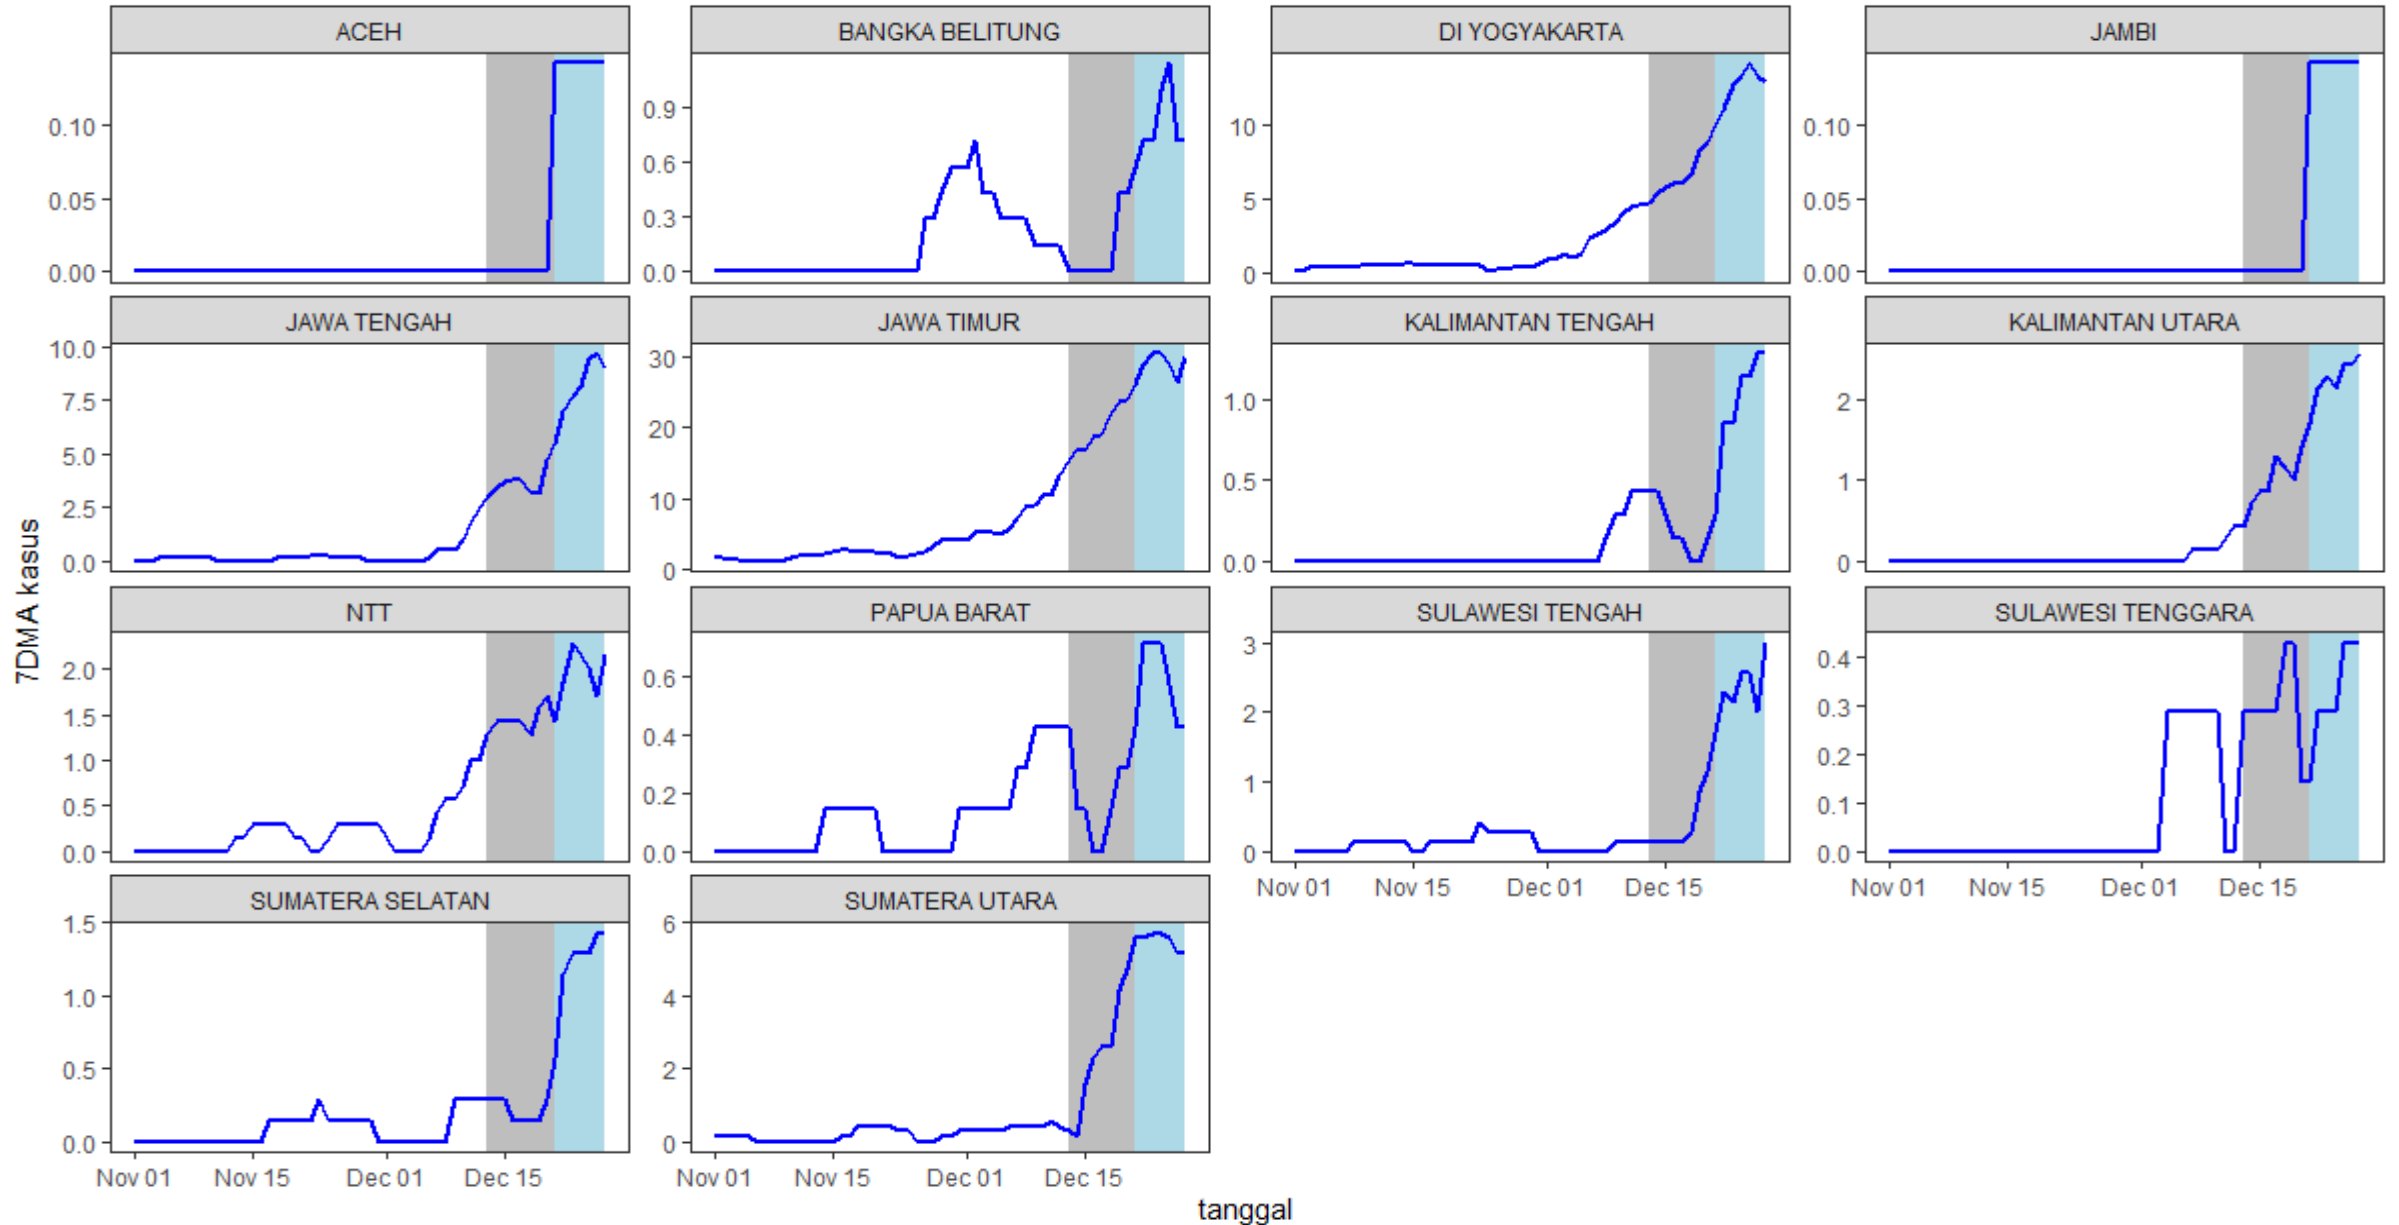 ACEH
BANGKA BELITUNG
DI YOGYAKARTA
JAMBI
0.10
0.05
0.00
0.9
0.6
0.3
0.0
10
5
0
0.10
0.05
0.00
JAWA TENGAH
JAWA TIMUR
KALIMANTAN TENGAH
KALIMANTAN UTARA
10.0
7.5
5.0
2.5
0.0
30
20
10
0
1.0
0.5
0.0
2
1
0
7DMA kasus
NTT
PAPUA BARAT
SULAWESI TENGAH
SULAWESI TENGGARA
2.0
1.5
1.0
0.5
0.0
0.6
0.4
0.2
0.0
3
2
1
0
0.4
0.3
0.2
0.1
0.0
Nov 01 Nov 15 Dec 01 Dec 15
Nov 01 Nov 15 Dec 01 Dec 15
SUMATERA SELATAN
SUMATERA UTARA
1.5
1.0
0.5
0.0
6
4
2
0
Nov 01 Nov 15 Dec 01 Dec 15
Nov 01 Nov 15 Dec 01 Dec 15
tanggal